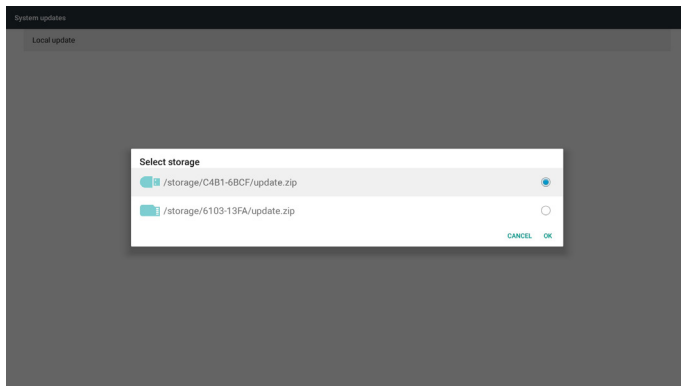 System updates
Local update
Select storage
/storage/C4B1-6BCF/update.zip
/storage/6103-13FA/update.zip
CANCEL OK